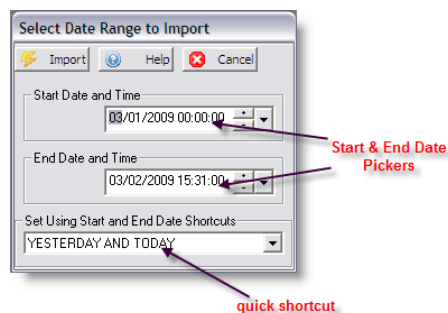 Select Date Range to Import
Import Help Cancel
Start Date and Time
03/01/2009 00:00:00
Start & End Date
Pickers
End Date and Time
03/02/2009 15:31:00
Set Using Start and End Date Shortcuts
YESTERDAY AND TODAY
quick shortcut